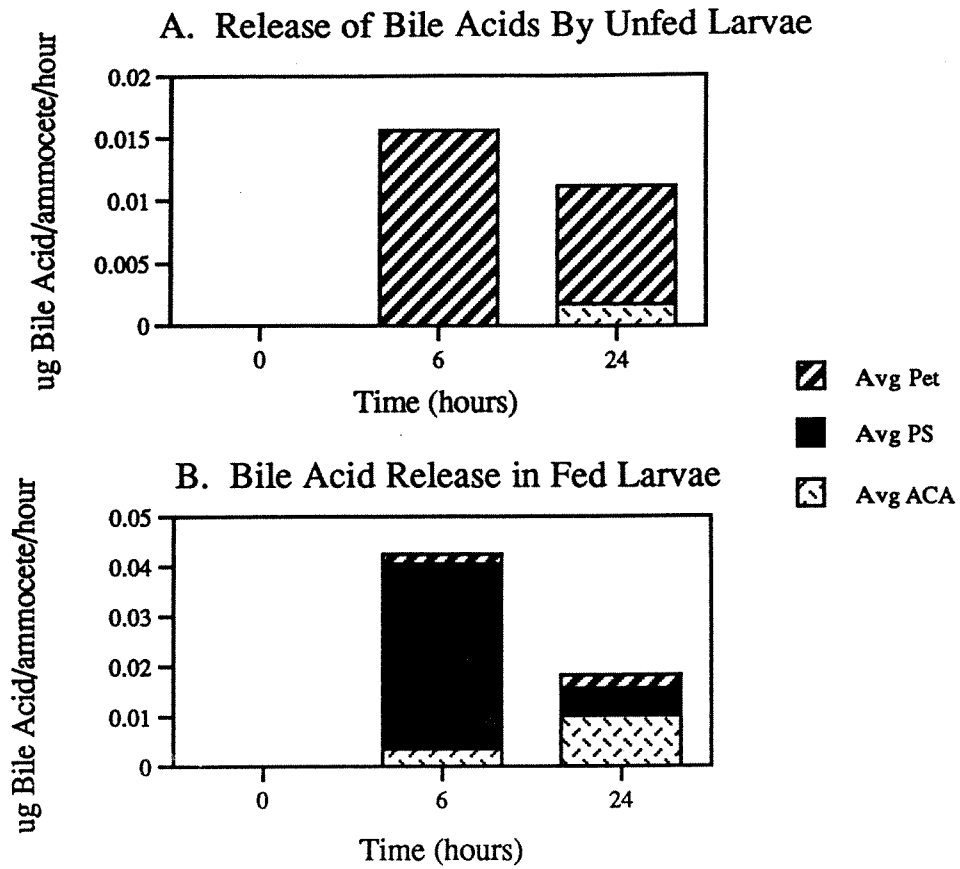 A. Release of Bile Acids By Unfed Larvae
ug Bile Acid/ammocete/hour
0.02
0.015
0.01
0.005
0
0 6 24
Time (hours)
Avg Pet
Avg PS
Avg ACA
B. Bile Acid Release in Fed Larvae
ug Bile Acid/ammocete/hour
0.05
0.04
0.03
0.02
0.01
0
0 6 24
Time (hours)